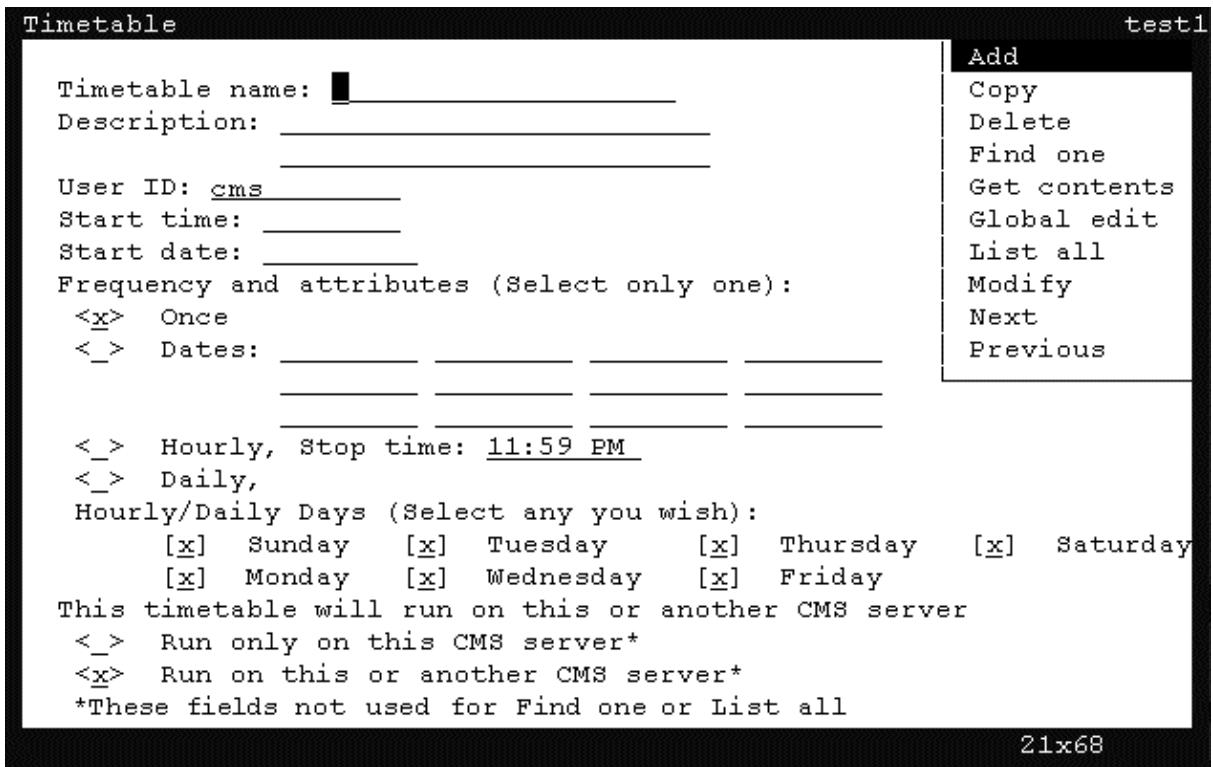 Timetable test1
Add
Timetable name: Copy
Description: Delete
Find one
User ID: cms Get contents
Start time: Global edit
Start date: List all
Frequency and attributes (Select only one): Modify
<x> Once Next
<_> Dates: Previous
<_> Hourly, Stop time: 11:59 PM
<_> Daily,
Hourly/Daily Days (Select any you wish):
[x] Sunday [x] Tuesday [x] Thursday [x] Saturday
[x] Monday [x] Wednesday [x] Friday
This timetable will run on this or another CMS server
<_> Run only on this CMS server*
<x> Run on this or another CMS server*
*These fields not used for Find one or List all
21x68